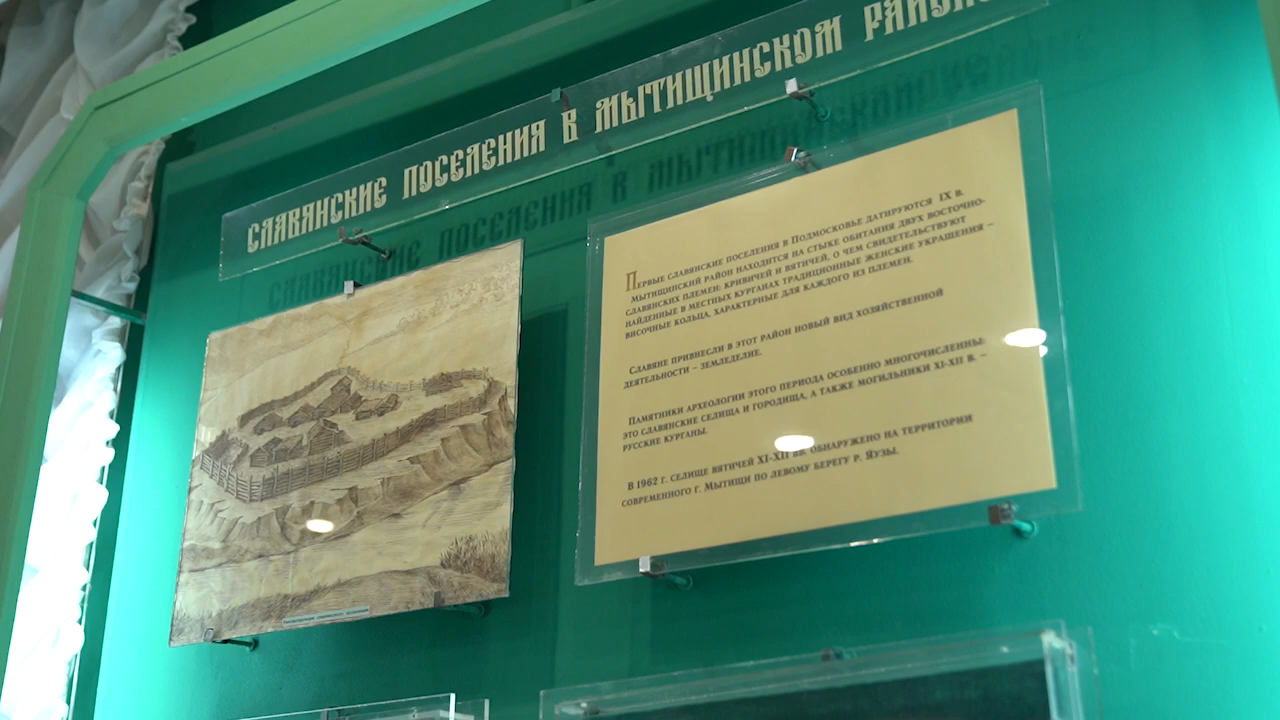 СЛАВЯНСКИЕ ПОСЕЛЕНИЯ В МЫТИЩИНСКОМ РАЙОНЕ
ПЕРВЫЕ СЛАВЯНСКИЕ ПОСЕЛЕНИЯ В ПОДМОСКОВЬЕ ДАТИРУЮТСЯ IX В.
МЫТИЩИНСКИЙ РАЙОН НАХОДИТСЯ НА СТЫКЕ ОБИТАНИЯ ДВУХ ВОСТОЧНО-
СЛАВЯНСКИХ ПЛЕМЕН: КРИВИЧЕЙ И ВЯТИЧЕЙ, О ЧЕМ СВИДЕТЕЛЬСТВУЮТ
НАЙДЕННЫЕ В МЕСТНЫХ КУРГАНАХ ТРАДИЦИОННЫЕ ЖЕНСКИЕ УКРАШЕНИЯ –
ВИСОЧНЫЕ КОЛЬЦА, ХАРАКТЕРНЫЕ ДЛЯ КАЖДОГО ИЗ ПЛЕМЕН.
СЛАВЯНЕ ПРИВНЕСЛИ В ЭТОТ РАЙОН НОВЫЙ ВИД ХОЗЯЙСТВЕННОЙ
ДЕЯТЕЛЬНОСТИ – ЗЕМЛЕДЕЛИЕ.
ПАМЯТНИКИ АРХЕОЛОГИИ ЭТОГО ПЕРИОДА ОСОБЕННО МНОГОЧИСЛЕННЫ:
ЭТО СЛАВЯНСКИЕ СЕЛИЩА И ГОРОДИЩА, А ТАКЖЕ МОГИЛЬНИКИ XI-XII В. –
РУССКИЕ КУРГАНЫ.
В 1962 Г. СЕЛИЩЕ ВЯТИЧЕЙ XI-XII ВВ. ОБНАРУЖЕНО НА ТЕРРИТОРИИ
СОВРЕМЕННОГО Г. МЫТИЩИ ПО ЛЕВОМУ БЕРЕГУ Р. ЯУЗЫ.